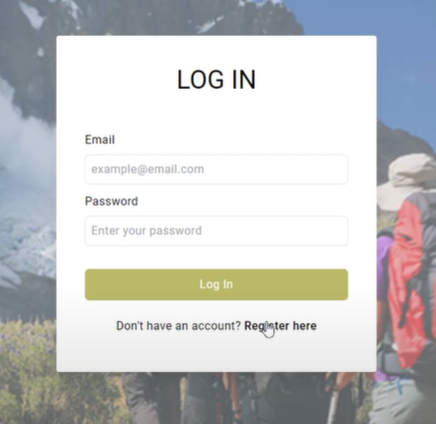 LOG IN
Email
example@email.com
Password
Enter your password
Log In
Don't have an account? Register here